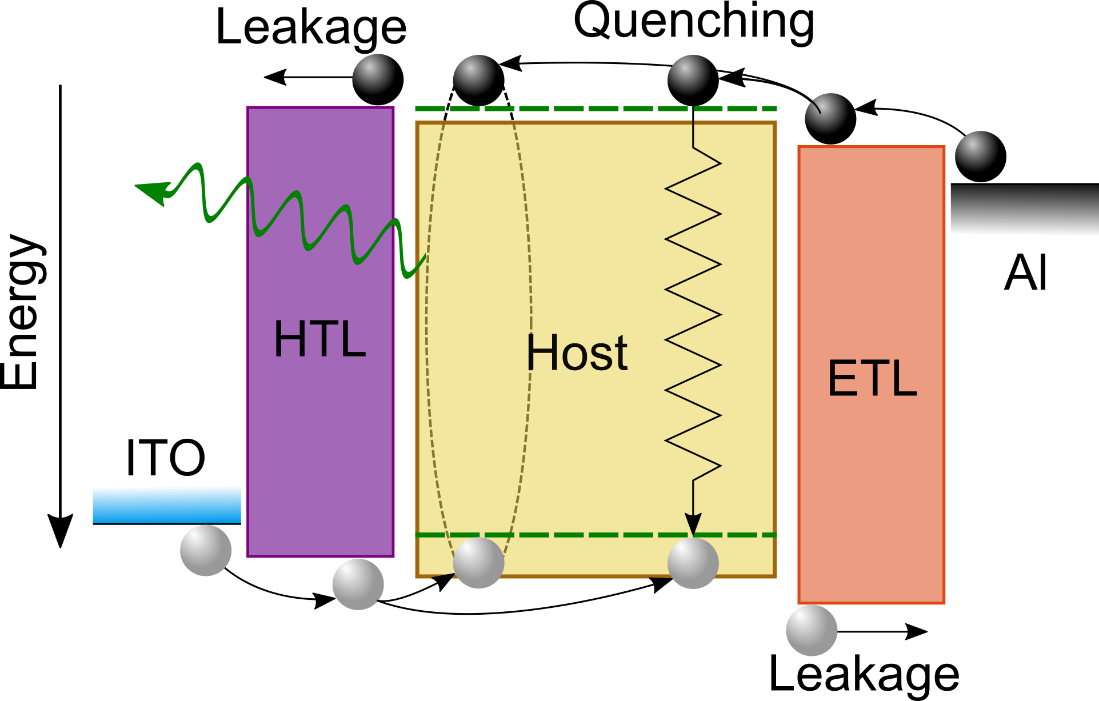 Leakage
Quenching
Energy
HTL
Host
ETL
Al
ITO
Leakage